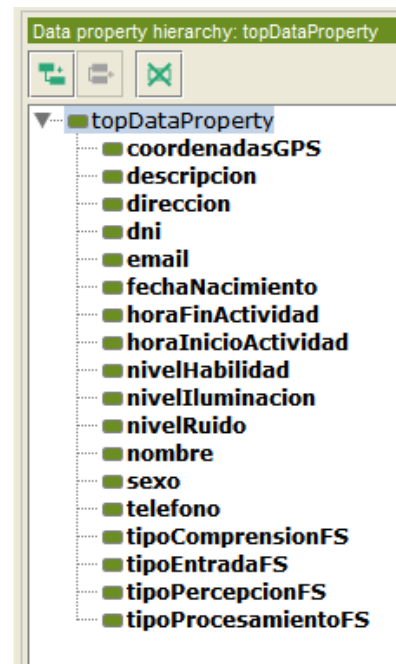 Data property hierarchy: topDataProperty
topDataProperty
coordenadasGPS
descripcion
direccion
dni
email
fechaNacimiento
horaFinActividad
horaInicioActividad
nivelHabilidad
nivelIluminacion
nivelRuido
nombre
sexo
telefono
tipoComprensionFS
tipoEntradaFS
tipoPercepcionFS
tipoProcesamientoFS